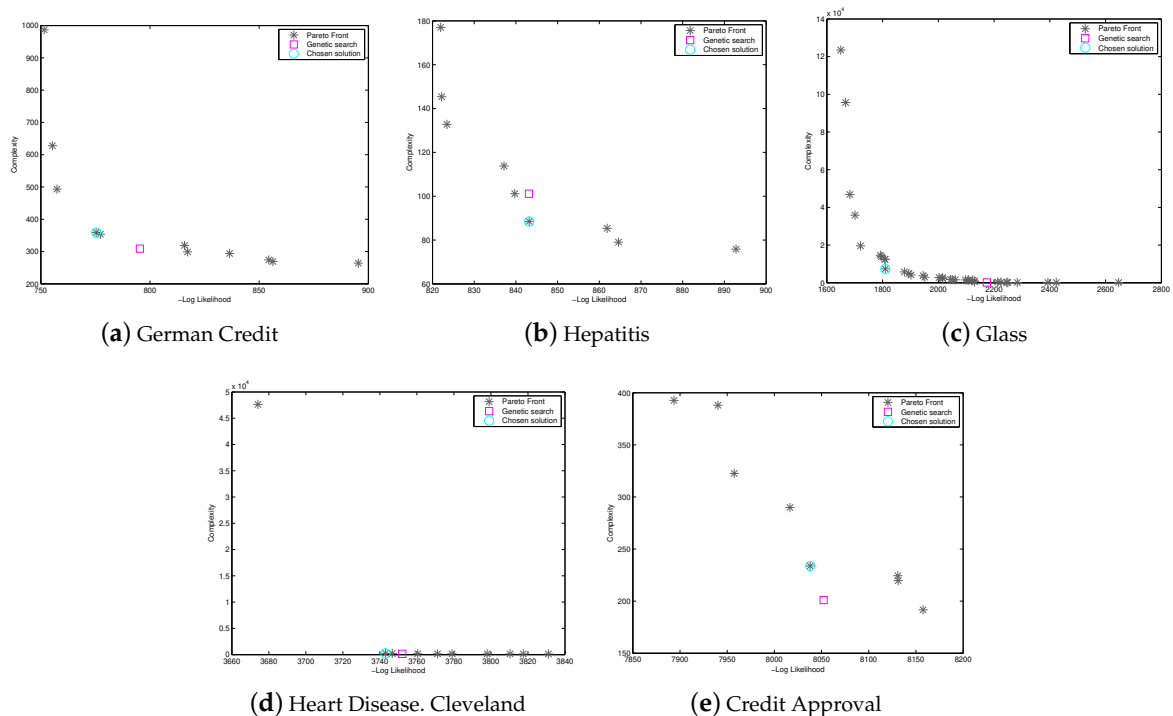 1000
900
800
700
600
500
400
300
200
Complexity
750 800 850 900
−Log Likelihood
Pareto Front
Genetic search
Chosen solution
(a) German Credit
180
160
140
120
100
80
60
Complexity
820 830 840 850 860 870 880 890 900
−Log Likelihood
Pareto Front
Genetic search
Chosen solution
(b) Hepatitis
x 10⁴
14
12
10
8
6
4
2
0
Complexity
1600 1800 2000 2200 2400 2600 2800
−Log Likelihood
Pareto Front
Genetic search
Chosen solution
(c) Glass
x 10⁴
5
4.5
4
3.5
3
2.5
2
1.5
1
0.5
0
Complexity
3660 3680 3700 3720 3740 3760 3780 3800 3820 3840
−Log Likelihood
Pareto Front
Genetic search
Chosen solution
(d) Heart Disease. Cleveland
400
350
300
250
200
150
Complexity
7850 7900 7950 8000 8050 8100 8150 8200
−Log Likelihood
Pareto Front
Genetic search
Chosen solution
(e) Credit Approval